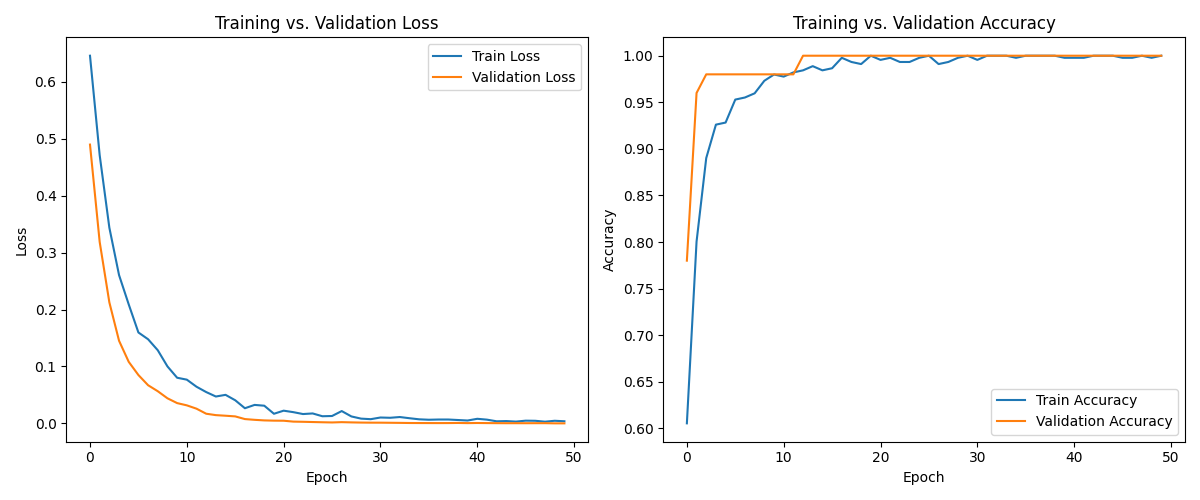 Training vs. Validation Loss
Train Loss
Validation Loss
0.6
0.5
0.4
0.3
0.2
0.1
0.0
Loss
0 10 20 30 40 50
Epoch
Training vs. Validation Accuracy
1.00
0.95
0.90
0.85
0.80
0.75
0.70
0.65
0.60
Accuracy
Train Accuracy
Validation Accuracy
0 10 20 30 40 50
Epoch